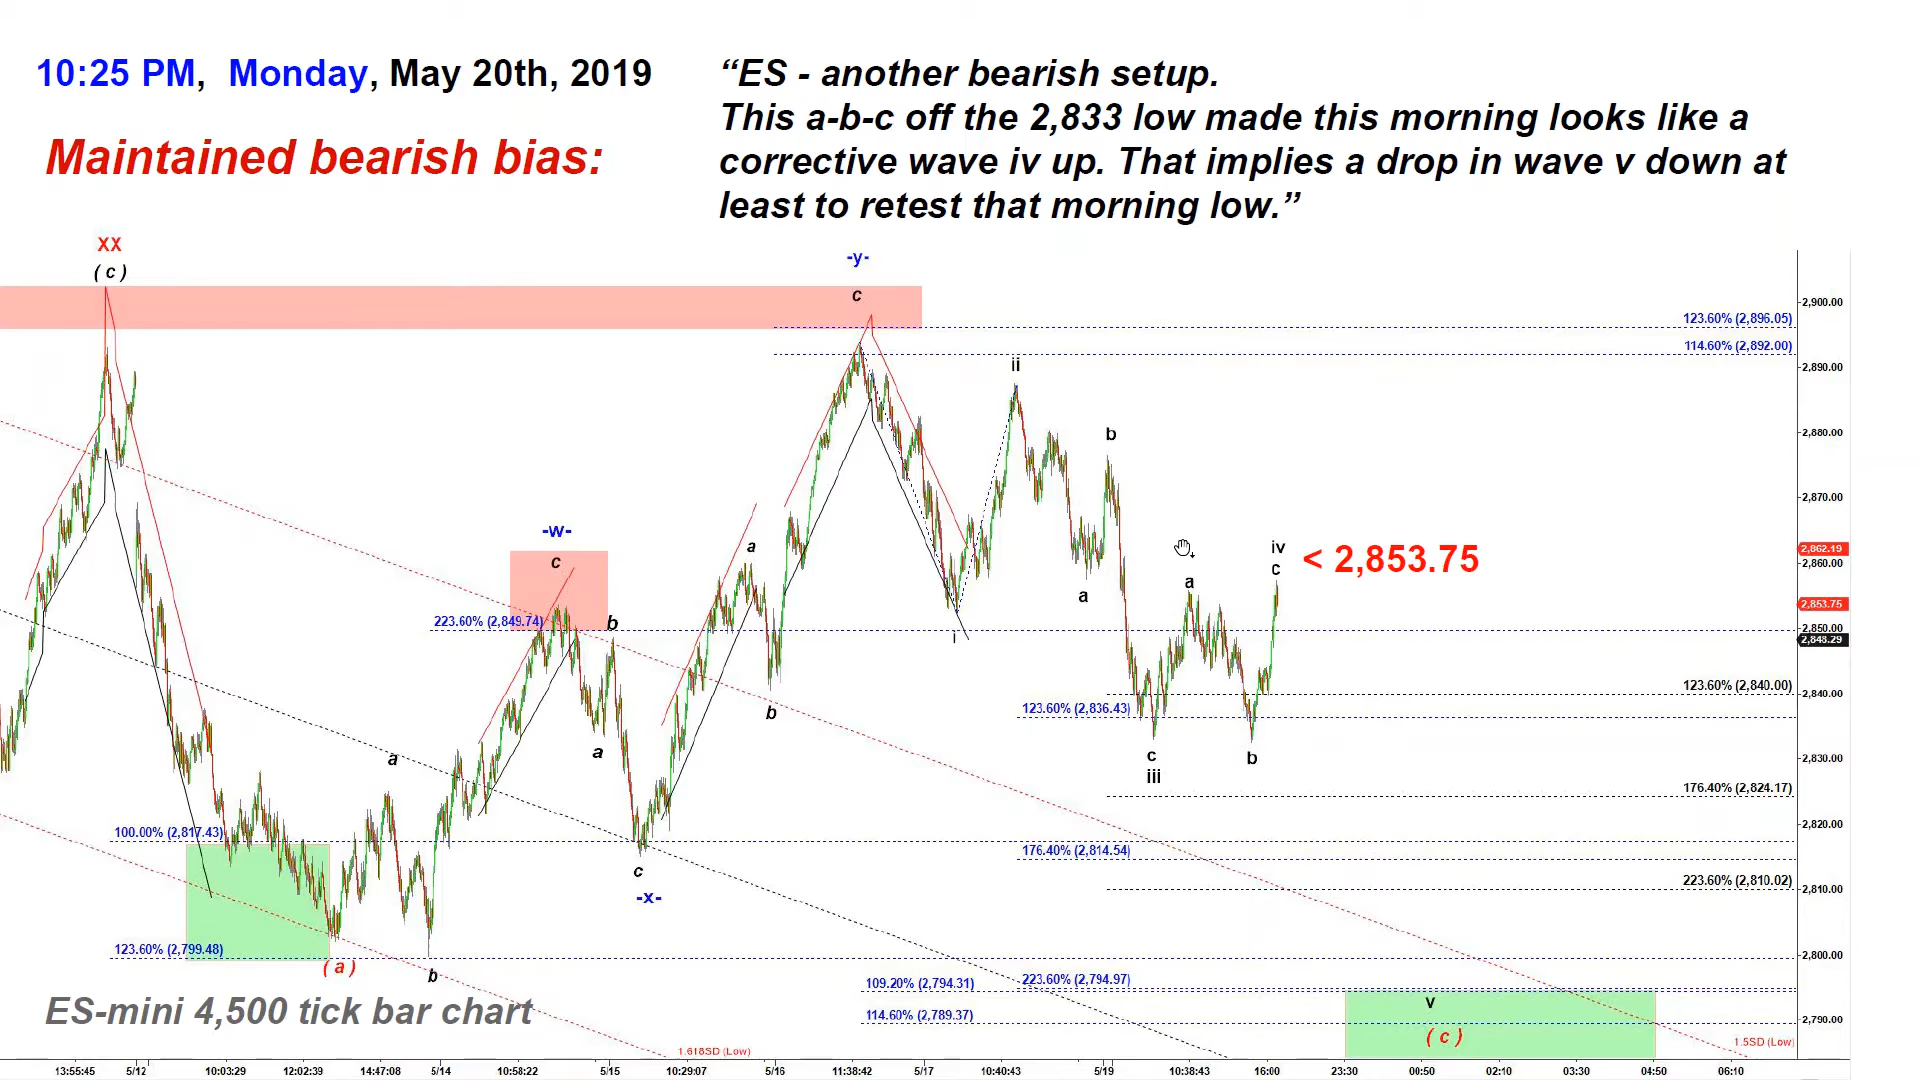 10:25 PM, Monday, May 20th, 2019
Maintained bearish bias:
“ES - another bearish setup.
This a-b-c off the 2,833 low made this morning looks like a
corrective wave iv up. That implies a drop in wave v down at
least to retest that morning low.”
XX
( c )
-y-
c
2,900.00
123.60% (2,896.05)
114.60% (2,892.00)
ii
2,890.00
b
2,880.00
2,870.00
-w-
c
a
iv
c
< 2,853.75
2,862.19
2,860.00
a
a
2,853.75
223.60% (2,849.74)
b
i
2,850.00
2,848.29
123.60% (2,840.00)
2,840.00
b
123.60% (2,836.43)
a
a
c
iii
b
2,830.00
176.40% (2,824.17)
100.00% (2,817.43)
2,820.00
176.40% (2,814.54)
c
-x-
223.60% (2,810.02)
2,810.00
123.60% (2,799.48)
2,800.00
( a )
b
109.20% (2,794.31)
223.60% (2,794.97)
v
ES-mini 4,500 tick bar chart
114.60% (2,789.37)
2,790.00
( c )
1.618SD (Low)
1.5SD (Low)
13:55:45 5/12 10:03:29 12:02:39 14:47:08 5/14 10:58:22 5/15 10:29:07 5/16 11:38:42 5/17 10:40:43 5/19 10:38:43 16:00 23:30 00:50 02:10 03:30 04:50 06:10